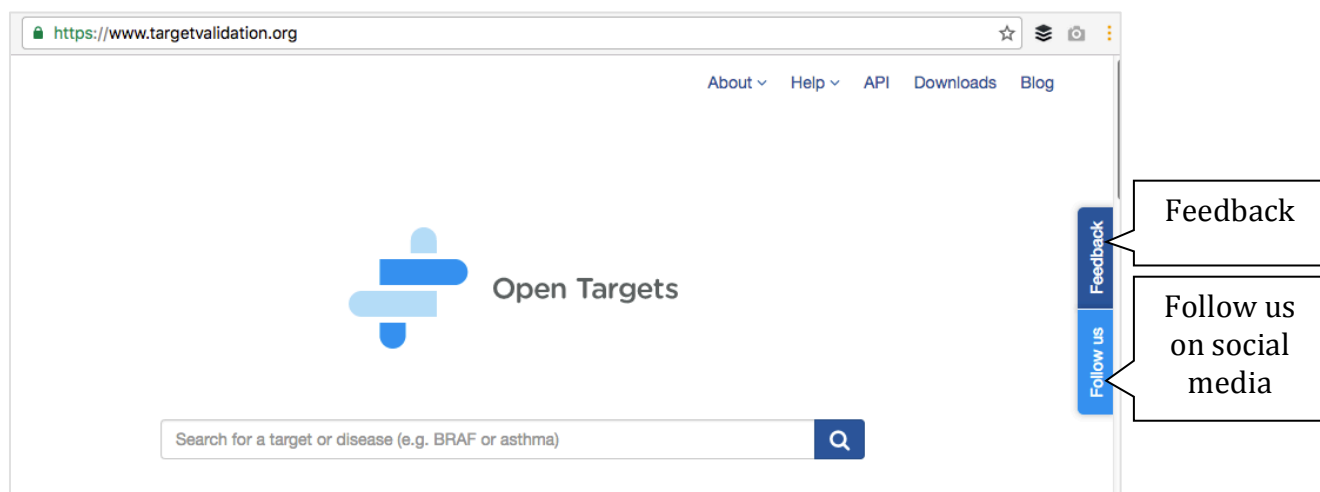 https://www.targetvalidation.org
About Help API Downloads Blog
Open Targets
Search for a target or disease (e.g. BRAF or asthma)
Feedback
Follow us
Feedback
Follow us
on social
media